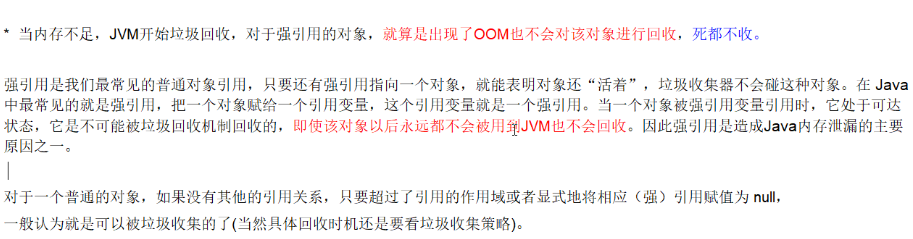 * 当内存不足，JVM开始垃圾回收，对于强引用的对象，就算是出现了OOM也不会对该对象进行回收，死都不收。
强引用是我们最常见的普通对象引用，只要还有强引用指向一个对象，就能表明对象还“活着”，垃圾收集器不会碰这种对象。在 Java
中最常见的就是强引用，把一个对象赋给一个引用变量，这个引用变量就是一个强引用。当一个对象被强引用变量引用时，它处于可达
状态，它是不可能被垃圾回收机制回收的，即使该对象以后永远都不会被用到JVM也不会回收。因此强引用是造成Java内存泄漏的主要
原因之一。
对于一个普通的对象，如果没有其他的引用关系，只要超过了引用的作用域或者显式地将相应（强）引用赋值为 null，
一般认为就是可以被垃圾收集的了(当然具体回收时机还是要看垃圾收集策略)。